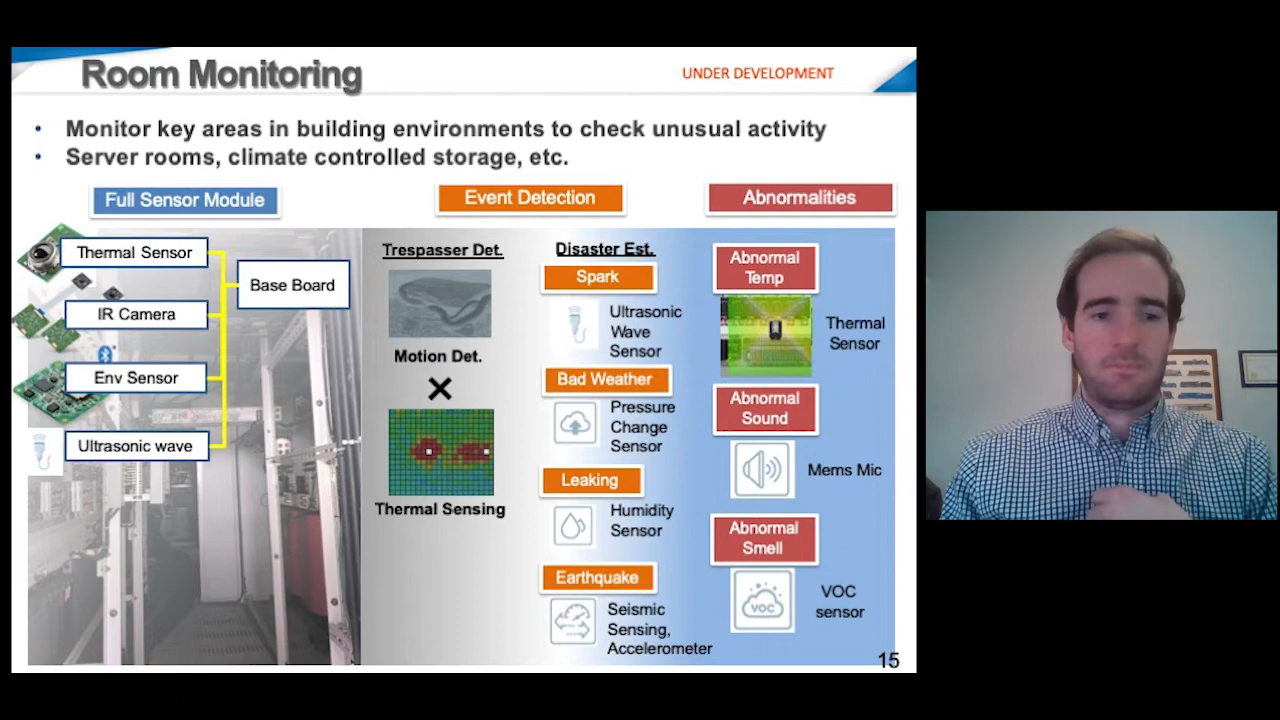 Room Monitoring
UNDER DEVELOPMENT
• Monitor key areas in building environments to check unusual activity
• Server rooms, climate controlled storage, etc.
Full Sensor Module
Thermal Sensor
Base Board
IR Camera
Env Sensor
Ultrasonic wave
Event Detection
Trespasser Det.
Motion Det.
Thermal Sensing
Disaster Est.
Spark
Ultrasonic
Wave
Sensor
Bad Weather
Pressure
Change
Sensor
Leaking
Humidity
Sensor
Earthquake
Seismic
Sensing,
Accelerometer
Abnormalities
Abnormal
Temp
Thermal
Sensor
Abnormal
Sound
Mems Mic
Abnormal
Smell
VOC
VOC
sensor
15